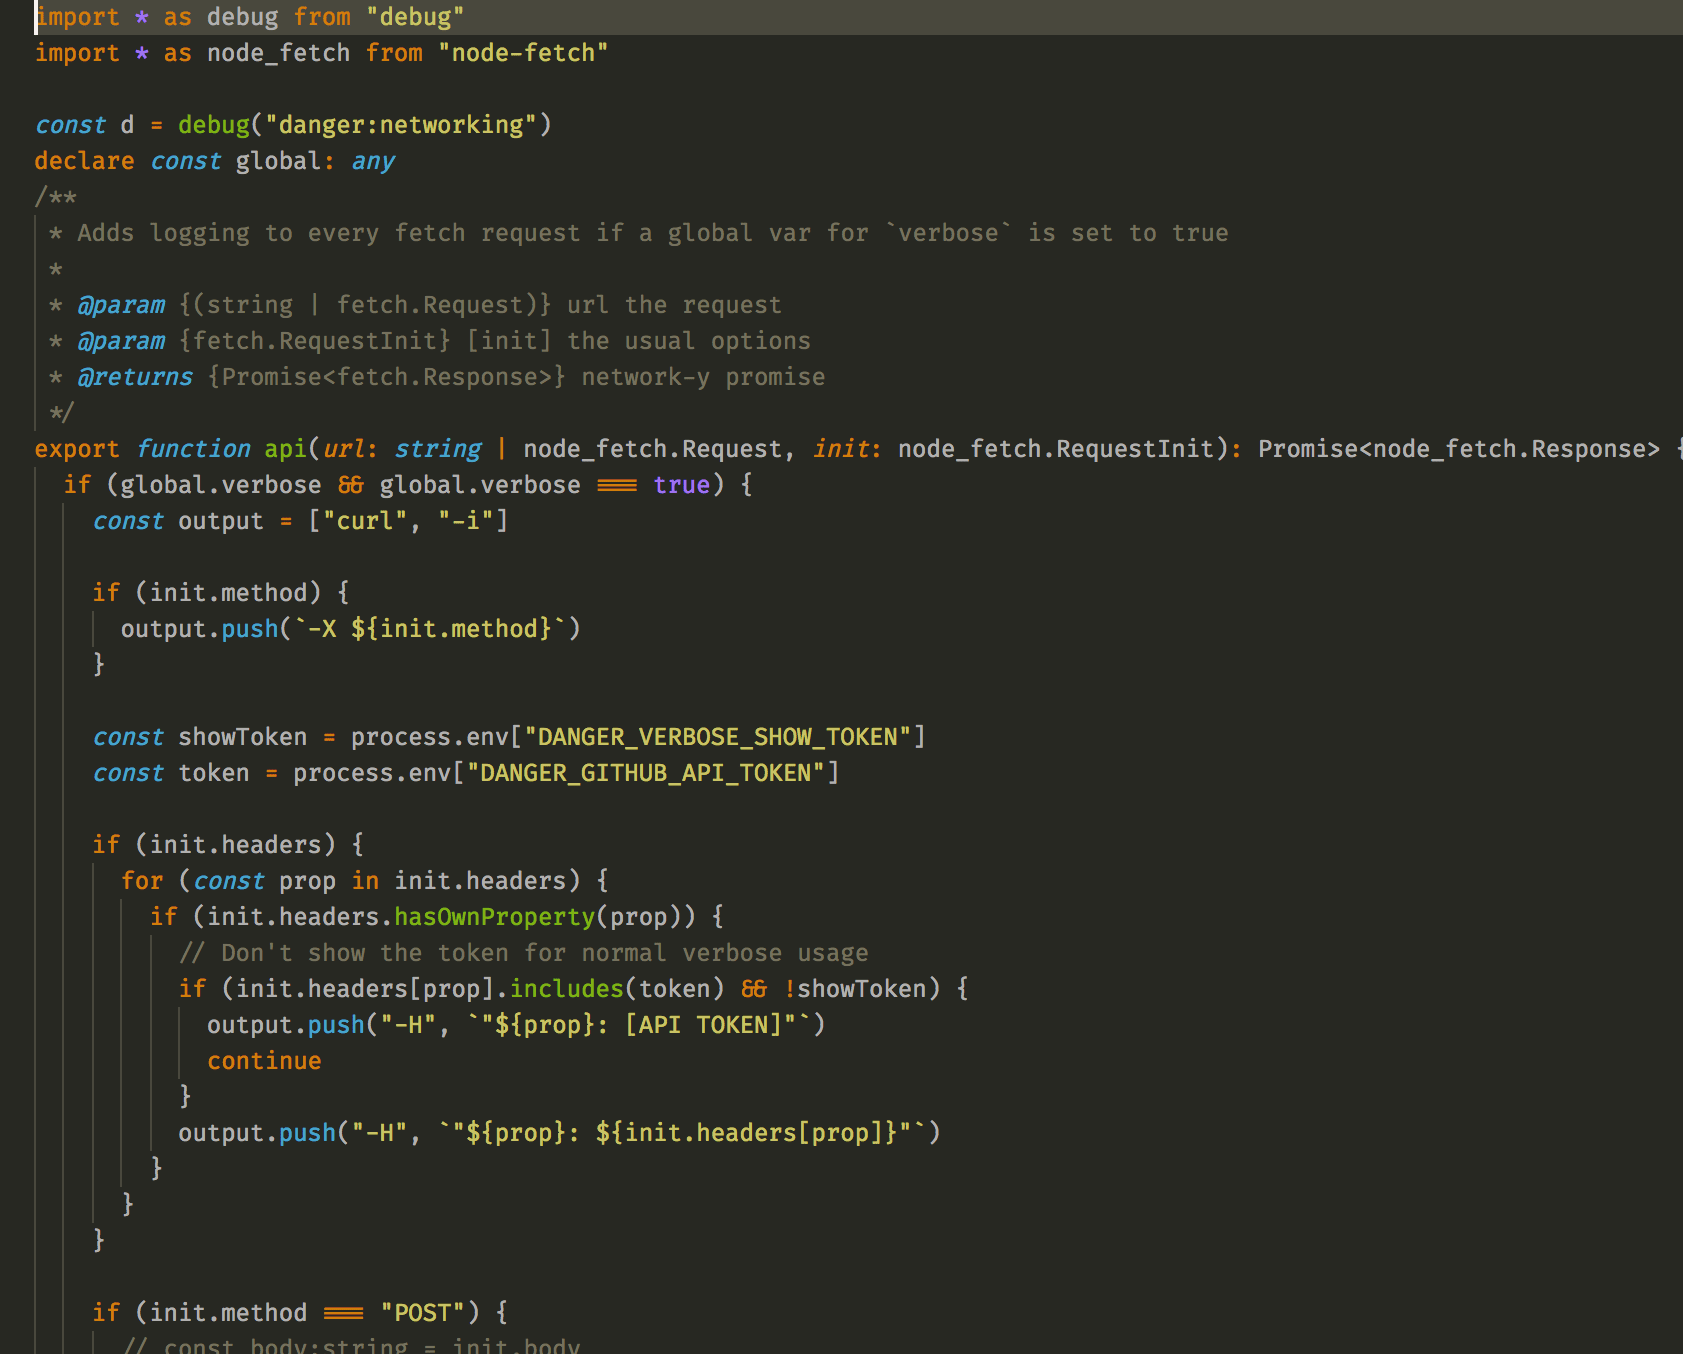 import * as debug from "debug"
import * as node_fetch from "node-fetch"

const d = debug("danger:networking")
declare const global: any
/**
 * Adds logging to every fetch request if a global var for `verbose` is set to true
 *
 * @param {(string | fetch.Request)} url the request
 * @param {fetch.RequestInit} [init] the usual options
 * @returns {Promise<fetch.Response>} network-y promise
 */
export function api(url: string | node_fetch.Request, init: node_fetch.RequestInit): Promise<node_fetch.Response> {
  if (global.verbose && global.verbose === true) {
    const output = ["curl", "-i"]

    if (init.method) {
      output.push(`-X ${init.method}`)
    }

    const showToken = process.env["DANGER_VERBOSE_SHOW_TOKEN"]
    const token = process.env["DANGER_GITHUB_API_TOKEN"]

    if (init.headers) {
      for (const prop in init.headers) {
        if (init.headers.hasOwnProperty(prop)) {
          // Don't show the token for normal verbose usage
          if (init.headers[prop].includes(token) && !showToken) {
            output.push("-H", `"${prop}: [API TOKEN]"`)
            continue
          }
          output.push("-H", `"${prop}: ${init.headers[prop]}"`)
        }
      }
    }

    if (init.method === "POST") {
      // const body:string = init.body